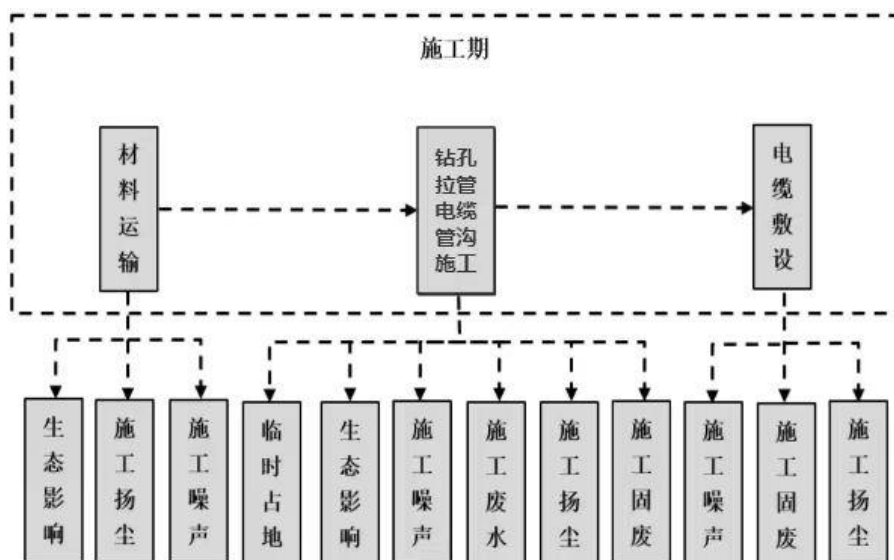 施工期
材料运输
钻孔
拉管
电缆
管沟
施工
电缆敷设
生态影响
施工扬尘
施工噪声
临时占地
生态影响
施工噪声
施工废水
施工扬尘
施工固废
施工噪声
施工固废
施工扬尘